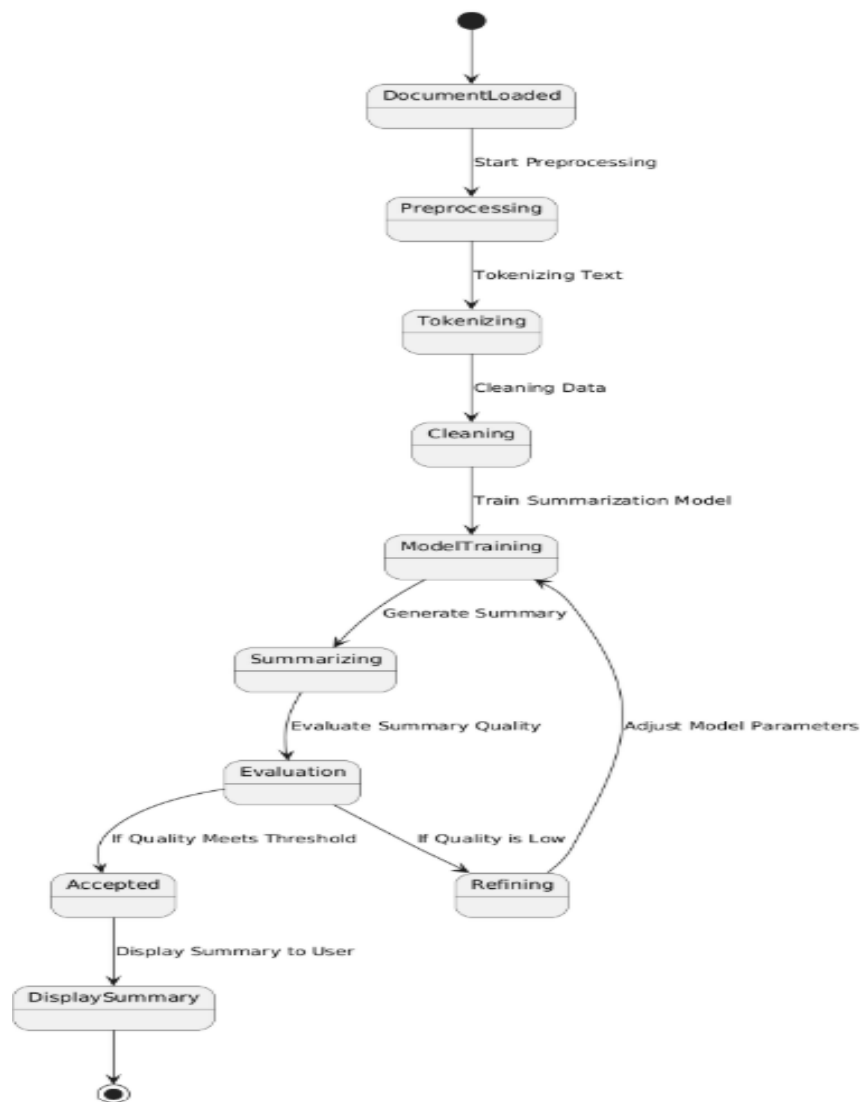 DocumentLoaded
Start Preprocessing
Preprocessing
Tokenizing Text
Tokenizing
Cleaning Data
Cleaning
Train Summarization Model
ModelTraining
Generate Summary
Summarizing
Evaluate Summary Quality
Adjust Model Parameters
Evaluation
If Quality Meets Threshold
If Quality is Low
Accepted
Refining
Display Summary to User
DisplaySummary